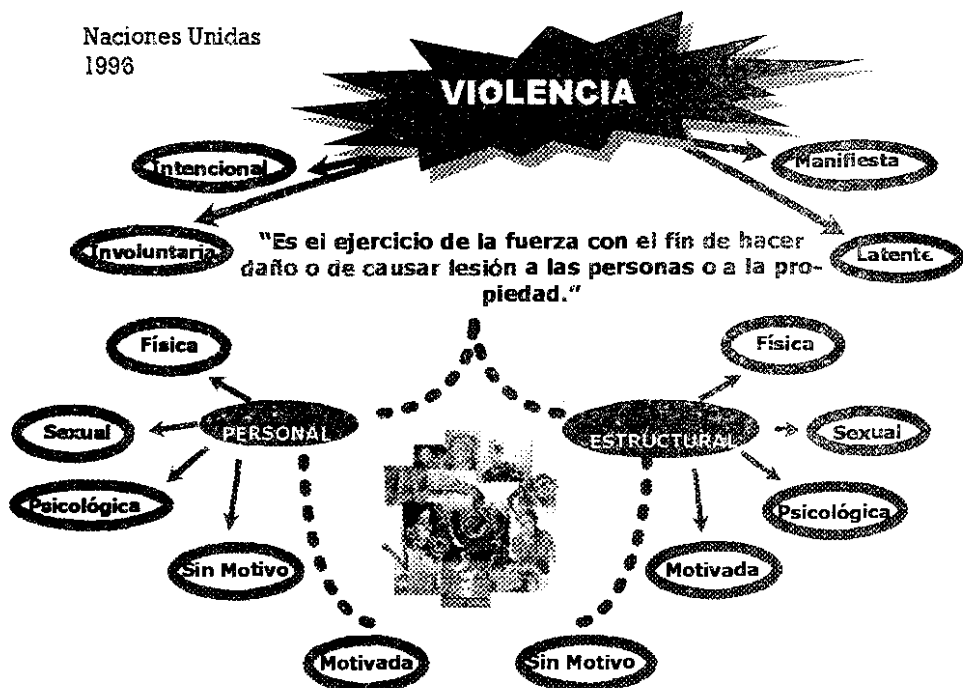 Naciones Unidas
1996
VIOLENCIA
Intencional
Manifiesta
Involuntaria
Latente
"Es el ejercicio de la fuerza con el fin de hacer
daño o de causar lesión a las personas o a la pro-
piedad."
Física
Física
Sexual
PERSONAL
ESTRUCTURAL
Sexual
Psicológica
Psicológica
Sin Motivo
Motivada
Motivada
Sin Motivo